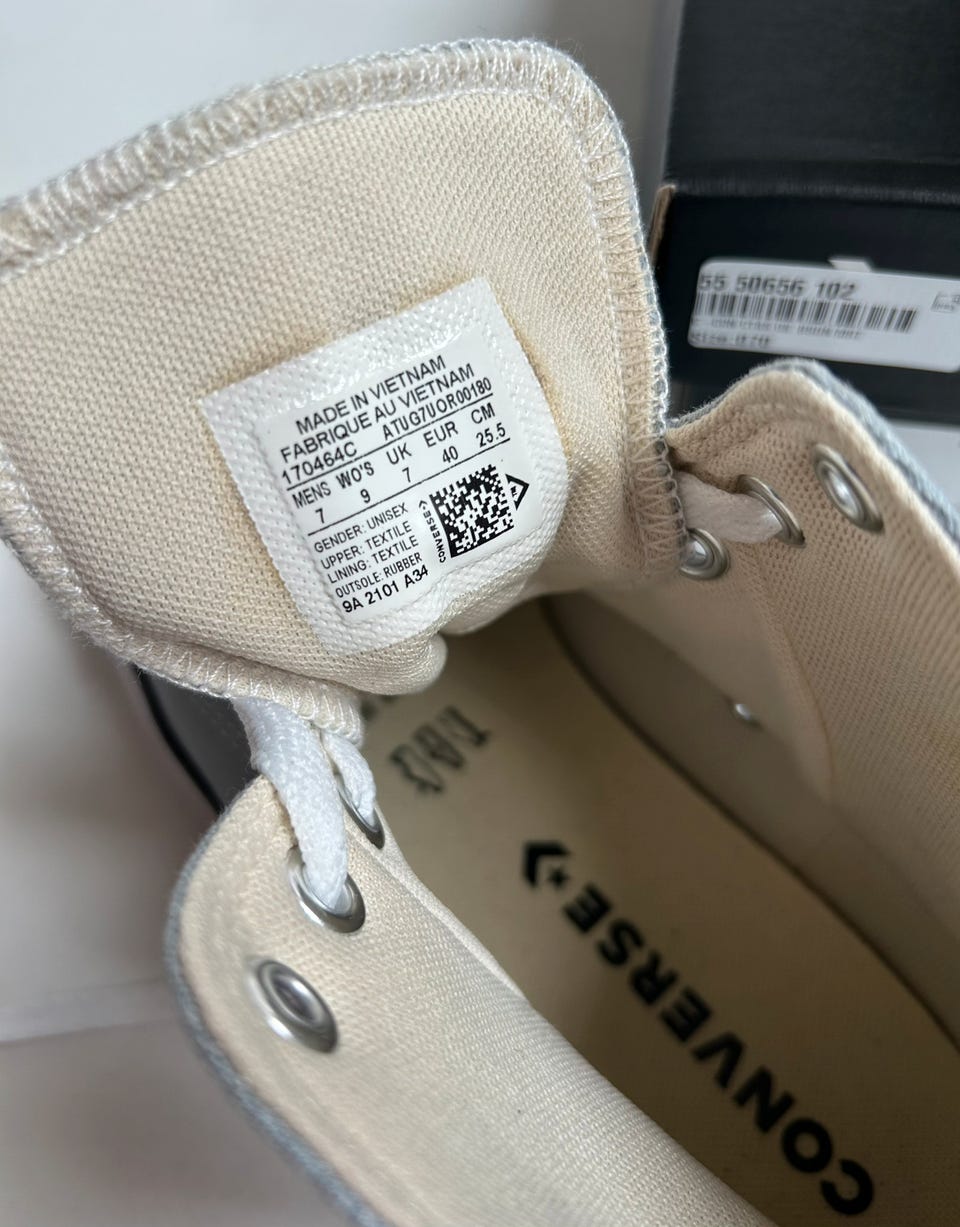 MADE IN VIETNAM
FABRIQUE AU VIETNAM
170464C ATUG7UOR00180
MENS WO'S UK EUR CM
7 9 7 40 25.5
GENDER: UNISEX
UPPER: TEXTILE
LINING: TEXTILE
OUTSOLE: RUBBER
9A 2101 A34
CONVERSE
55 50656 102
CONVERSE